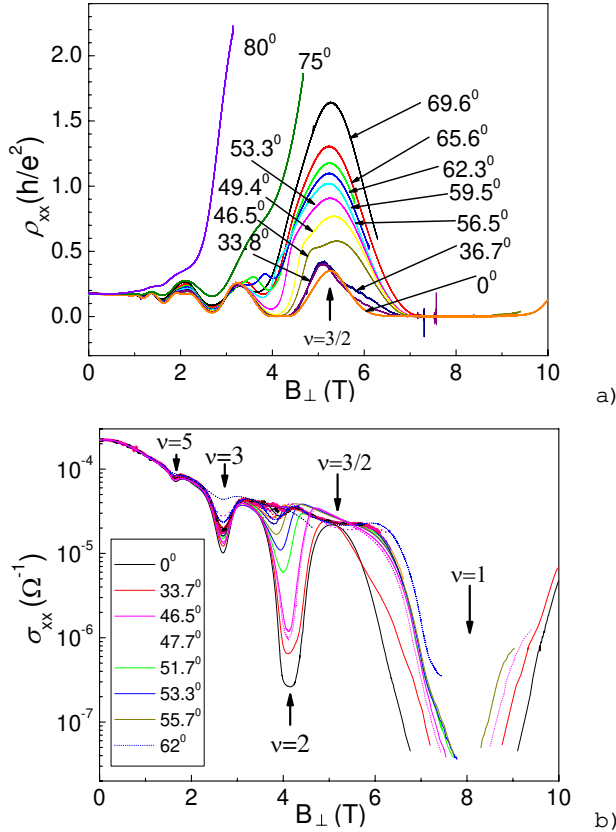 80⁰
75⁰
69.6⁰
65.6⁰
62.3⁰
59.5⁰
56.5⁰
36.7⁰
0⁰
53.3⁰
49.4⁰
46.5⁰
33.8⁰
ν=3/2
ρxx(h/e²)
2.0
1.5
1.0
0.5
0.0
0 2 4 6 8 10
B⊥(T)
a)
ν=5
ν=3
ν=3/2
ν=1
ν=2
σxx(Ω⁻¹)
10⁻⁴
10⁻⁵
10⁻⁶
10⁻⁷
0⁰
33.7⁰
46.5⁰
47.7⁰
51.7⁰
53.3⁰
55.7⁰
62⁰
0 2 4 6 8 10
B⊥(T)
b)